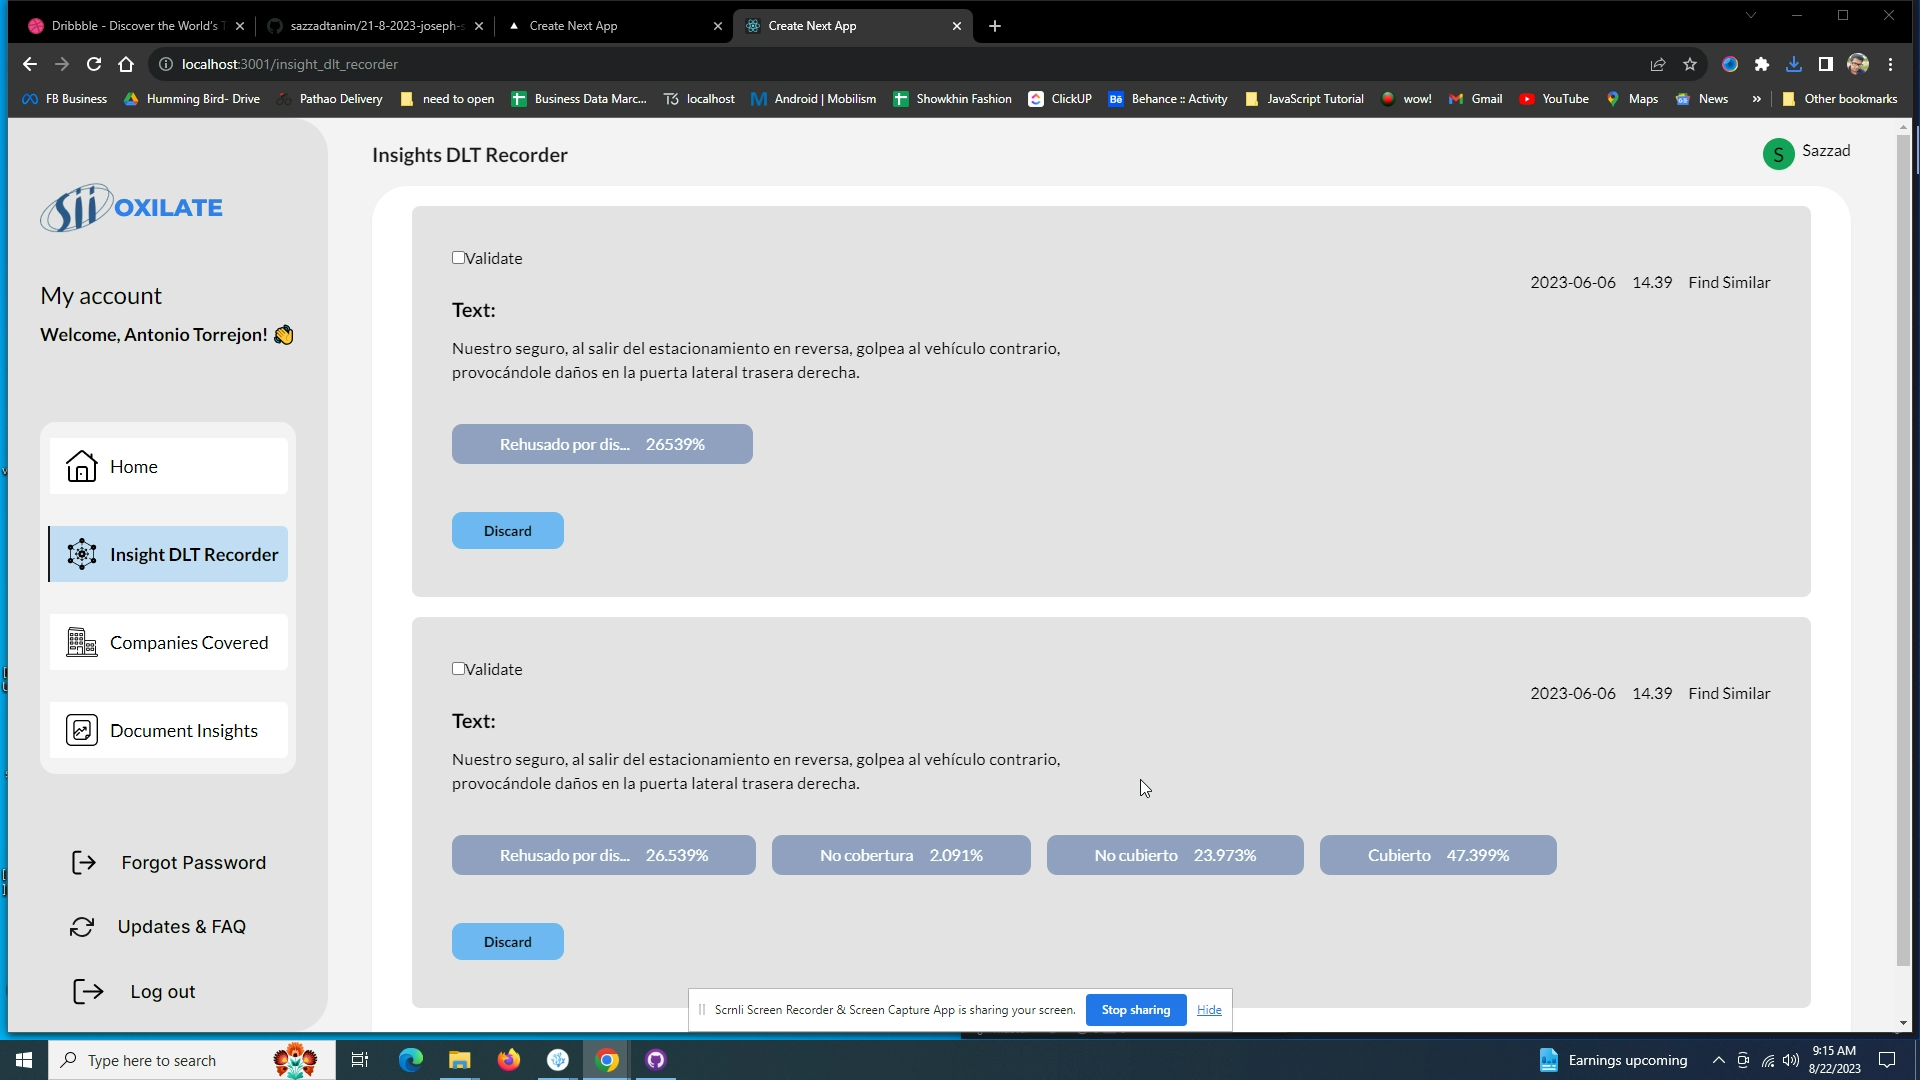 Dribbble - Discover the World's
sazzadtanim/21-8-2023-joseph-s
Create Next App
Create Next App
localhost:3001/insight_dlt_recorder
FB Business
Humming Bird- Drive
Pathao Delivery
need to open
Business Data Marc...
T3 localhost
Android | Mobilism
Showkhin Fashion
ClickUP
Bē Behance :: Activity
JavaScript Tutorial
wow!
Gmail
YouTube
Maps
News
»
Other bookmarks
Insights DLT Recorder
S Sazzad
sii OXILATE
My account
Welcome, Antonio Torrejon! 👏
Home
Insight DLT Recorder
Companies Covered
Document Insights
Forgot Password
Updates & FAQ
Log out
Validate
2023-06-06 14.39 Find Similar
Text:
Nuestro seguro, al salir del estacionamiento en reversa, golpea al vehículo contrario,
provocándole daños en la puerta lateral trasera derecha.
Rehusado por dis... 26539%
Discard
Validate
2023-06-06 14.39 Find Similar
Text:
Nuestro seguro, al salir del estacionamiento en reversa, golpea al vehículo contrario,
provocándole daños en la puerta lateral trasera derecha.
Rehusado por dis... 26.539%
No cobertura 2.091%
No cubierto 23.973%
Cubierto 47.399%
Discard
Scrnli Screen Recorder & Screen Capture App is sharing your screen.
Stop sharing
Hide
Type here to search
Earnings upcoming
9:15 AM
8/22/2023